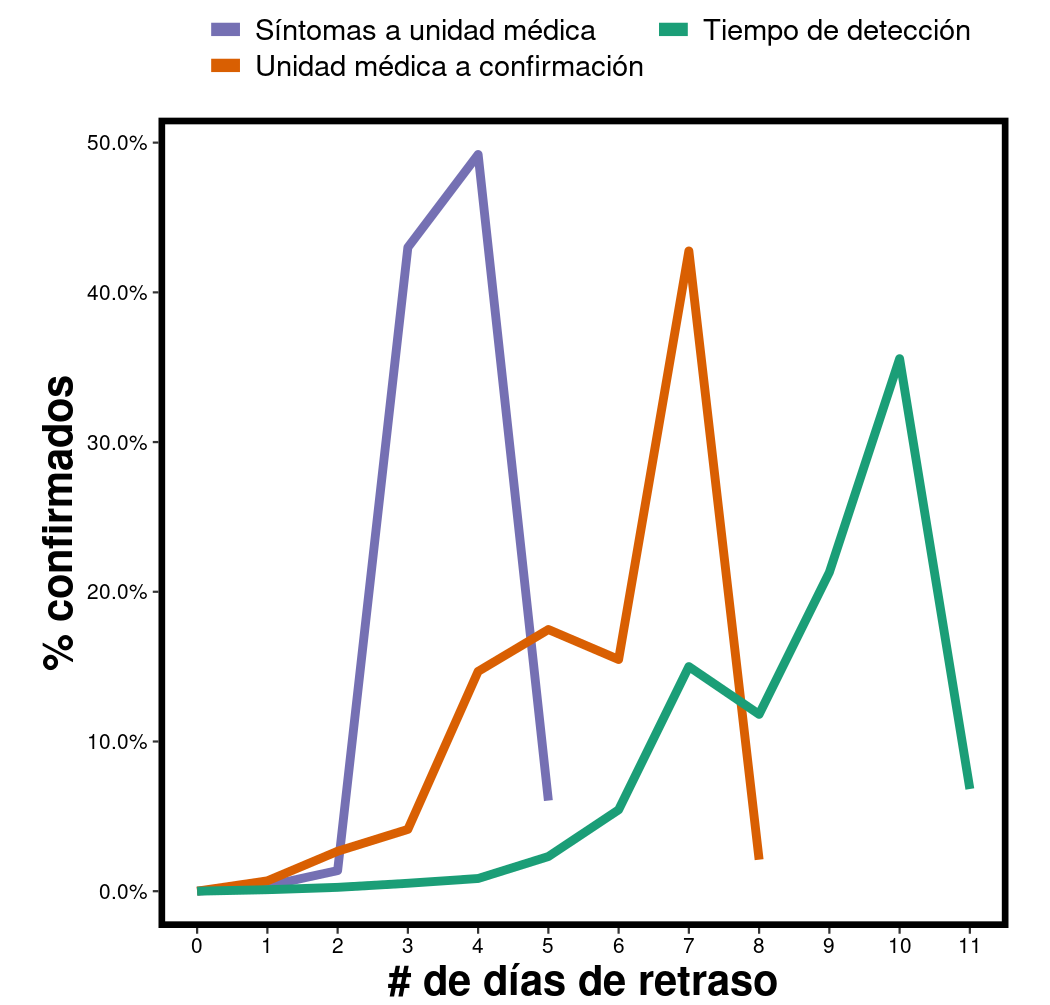 Síntomas a unidad médica
Tiempo de detección
Unidad médica a confirmación
50.0%
40.0%
30.0%
20.0%
10.0%
0.0%
% confirmados
0 1 2 3 4 5 6 7 8 9 10 11
# de días de retraso